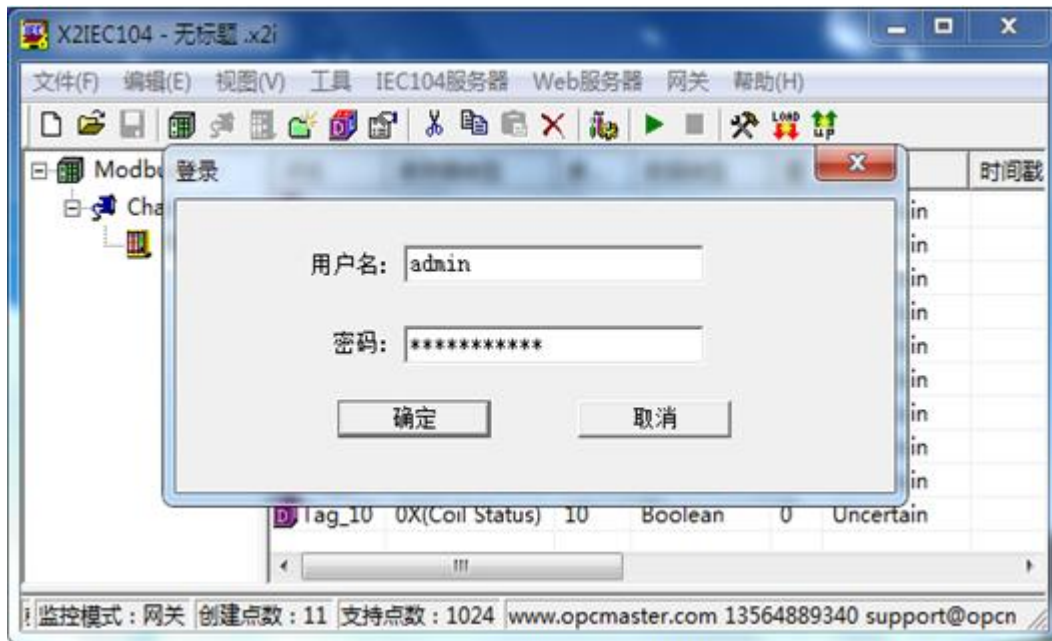 X2IEC104 - 无标题 .x2i
文件(F) 编辑(E) 视图(V) 工具 IEC104服务器 Web服务器 网关 帮助(H)
登录
时间戳
用户名: admin
密码: ***********
确定 取消
in
in
in
in
in
in
in
in
in
Tag_10 0X(Coil Status) 10 Boolean 0 Uncertain
监控模式：网关 创建点数：11 支持点数：1024 www.opcmaster.com 13564889340 support@opcn